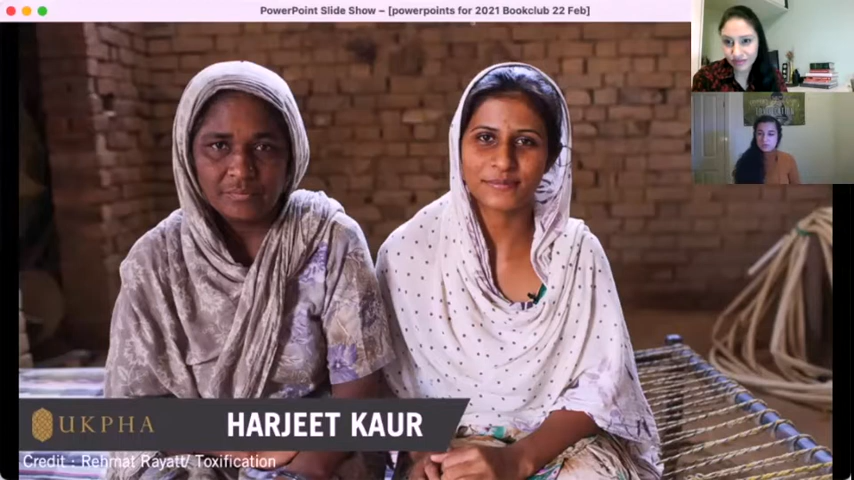 PowerPoint Slide Show – [powerpoints for 2021 Bookclub 22 Feb]
UKPHA
HARJEET KAUR
Credit : Rehmat Rayatt/ Toxification